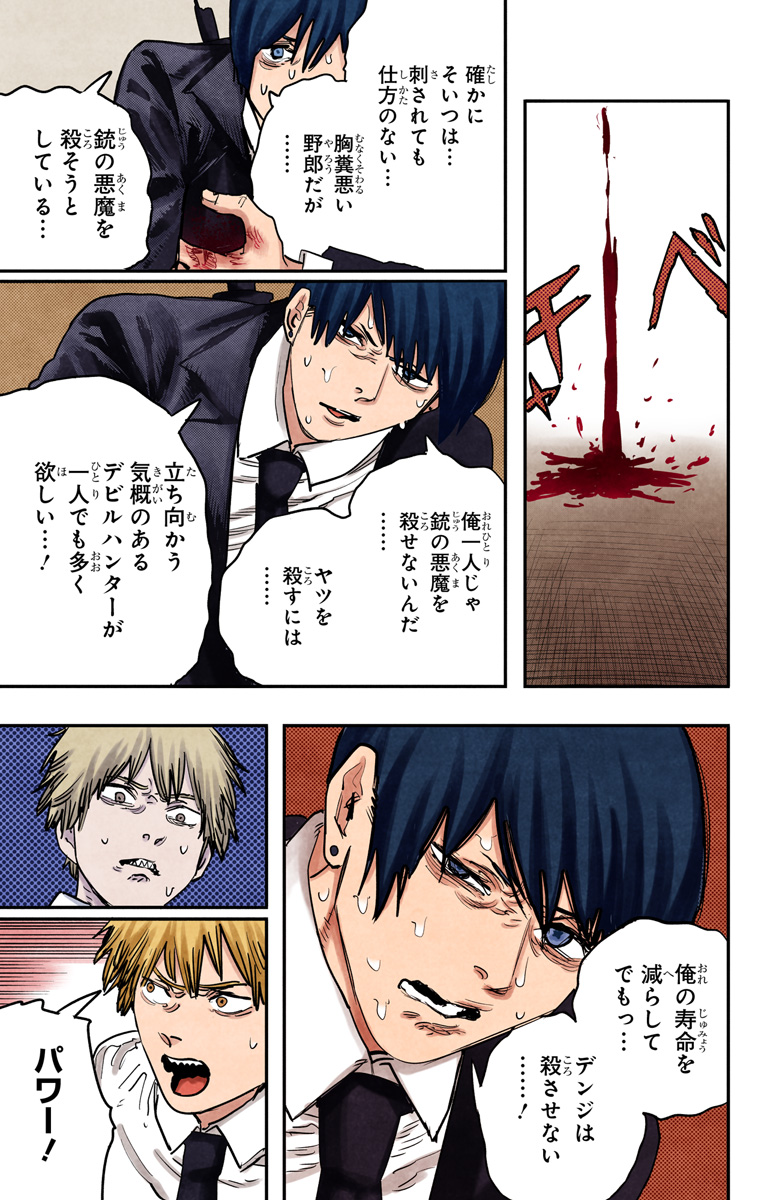 ベチャ
確かに
そいつは…
刺されても
仕方のない…
胸糞悪い
野郎だが
……
銃の悪魔を
殺そうと
している…
俺一人じゃ
銃の悪魔を
殺せないんだ
……
ヤツを
殺すには
……
立ち向かう
気概のある
デビルハンターが
一人でも多く
欲しい…！
俺の寿命を
減らして
でもっ…
デンジは
殺させない
……！
パワー！